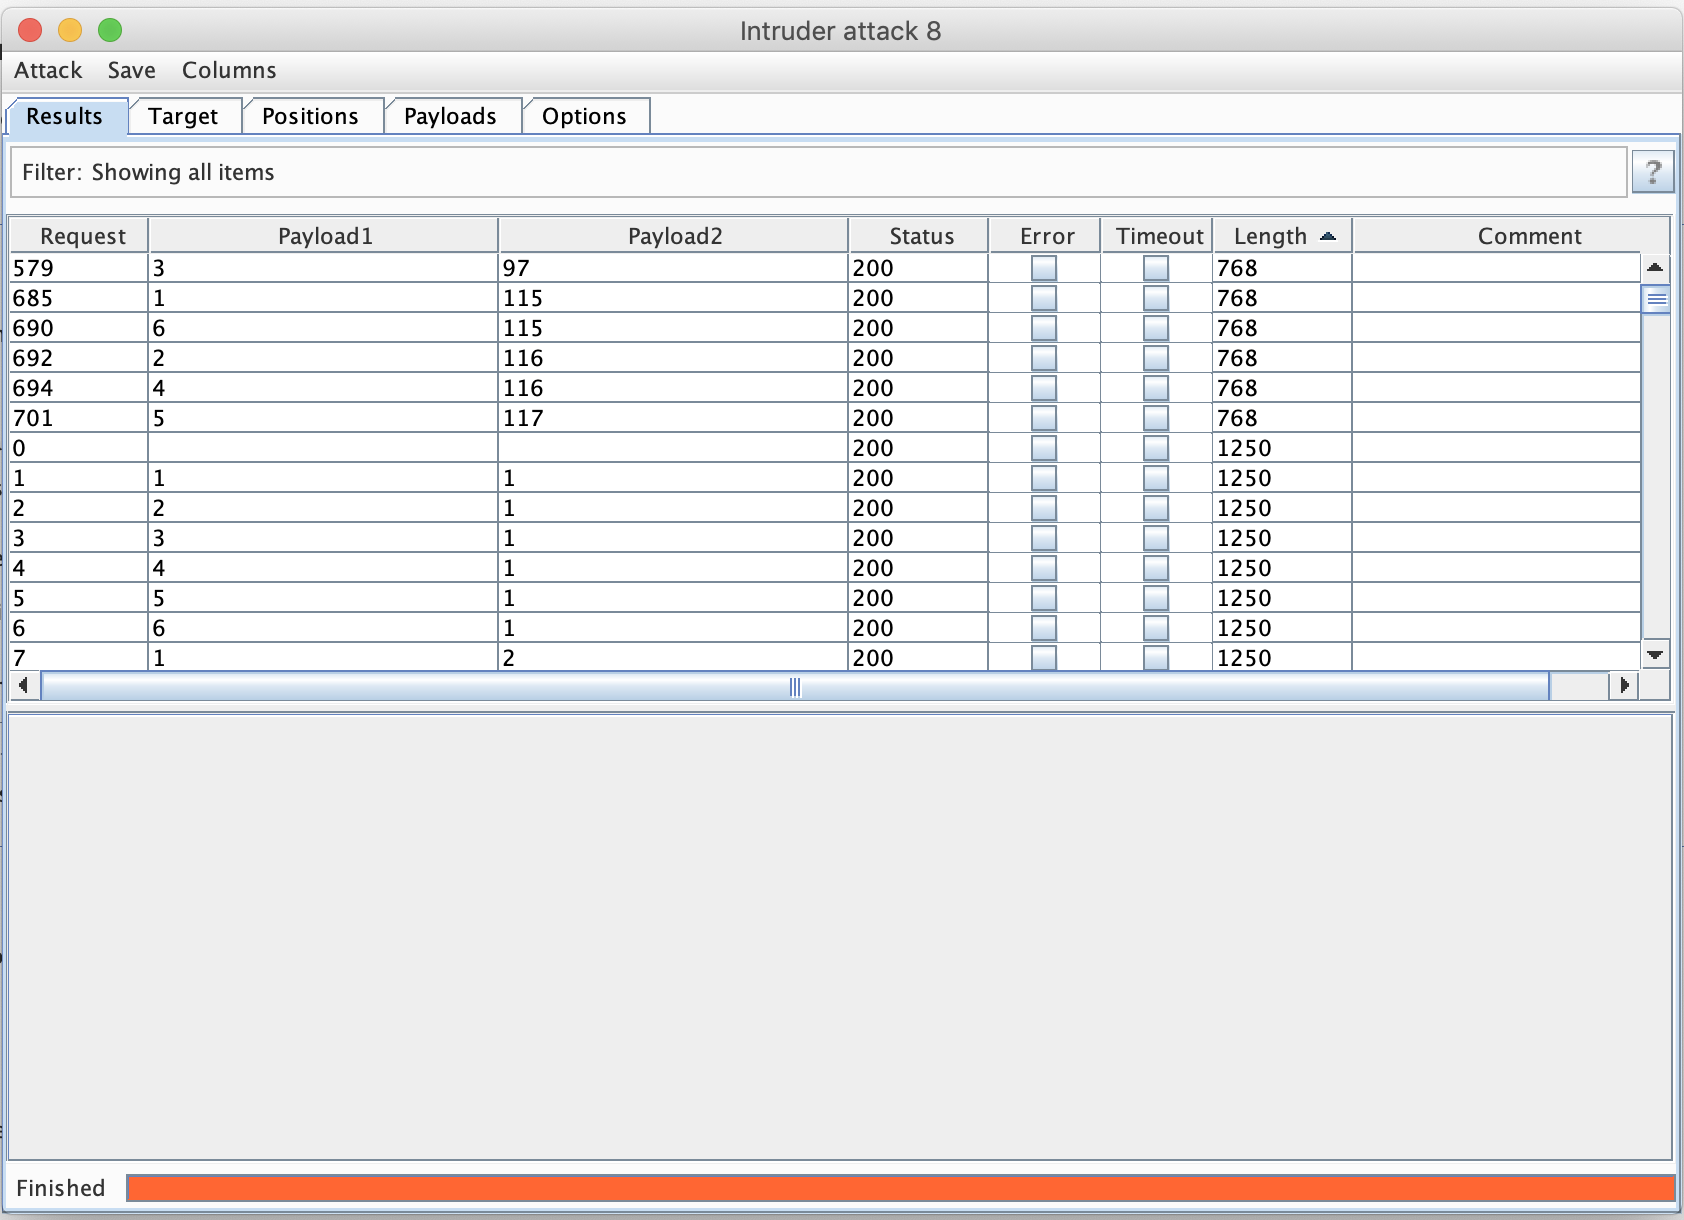 Intruder attack 8
Attack Save Columns
Results Target Positions Payloads Options
Filter: Showing all items ?
Request Payload1 Payload2 Status Error Timeout Length Comment
579 3 97 200 768
685 1 115 200 768
690 6 115 200 768
692 2 116 200 768
694 4 116 200 768
701 5 117 200 768
0 200 1250
1 1 1 200 1250
2 2 1 200 1250
3 3 1 200 1250
4 4 1 200 1250
5 5 1 200 1250
6 6 1 200 1250
7 1 2 200 1250
Finished